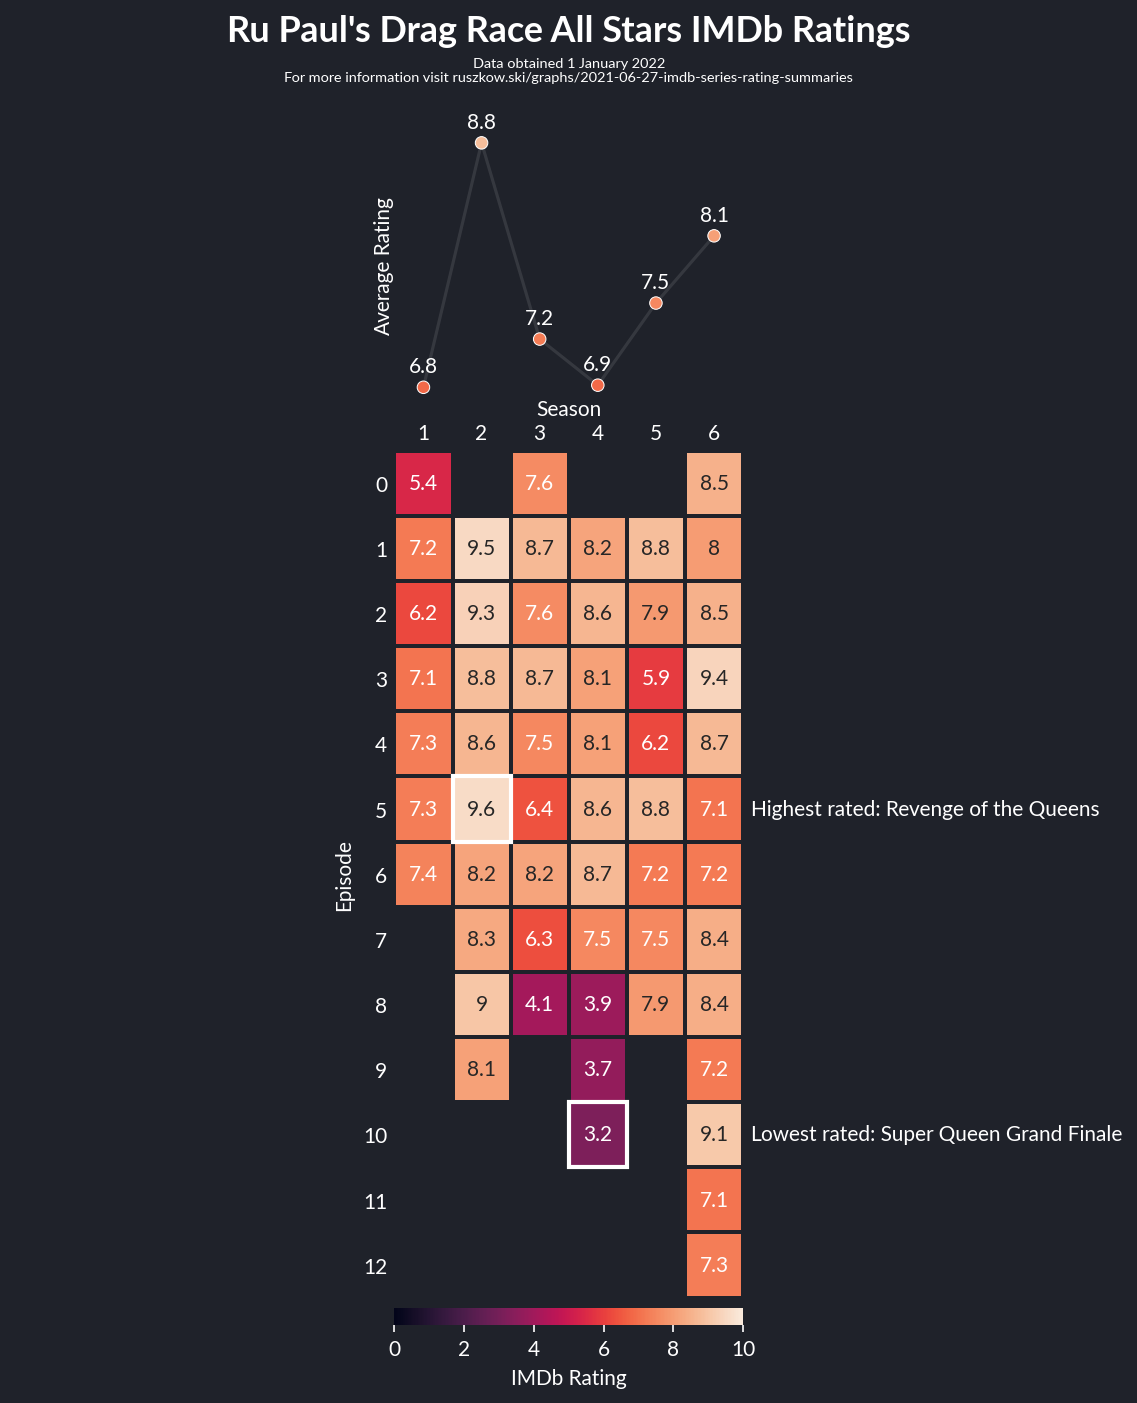 Ru Paul's Drag Race All Stars IMDb Ratings
Data obtained 1 January 2022
For more information visit ruszkow.ski/graphs/2021-06-27-imdb-series-rating-summaries
8.8
8.1
7.5
7.2
6.9
6.8
Average Rating
Season
1 2 3 4 5 6
0 5.4 7.6 8.5
1 7.2 9.5 8.7 8.2 8.8 8
2 6.2 9.3 7.6 8.6 7.9 8.5
3 7.1 8.8 8.7 8.1 5.9 9.4
4 7.3 8.6 7.5 8.1 6.2 8.7
5 7.3 9.6 6.4 8.6 8.8 7.1 Highest rated: Revenge of the Queens
Episode
6 7.4 8.2 8.2 8.7 7.2 7.2
7 8.3 6.3 7.5 7.5 8.4
8 9 4.1 3.9 7.9 8.4
9 8.1 3.7 7.2
10 3.2 9.1 Lowest rated: Super Queen Grand Finale
11 7.1
12 7.3
0 2 4 6 8 10
IMDb Rating